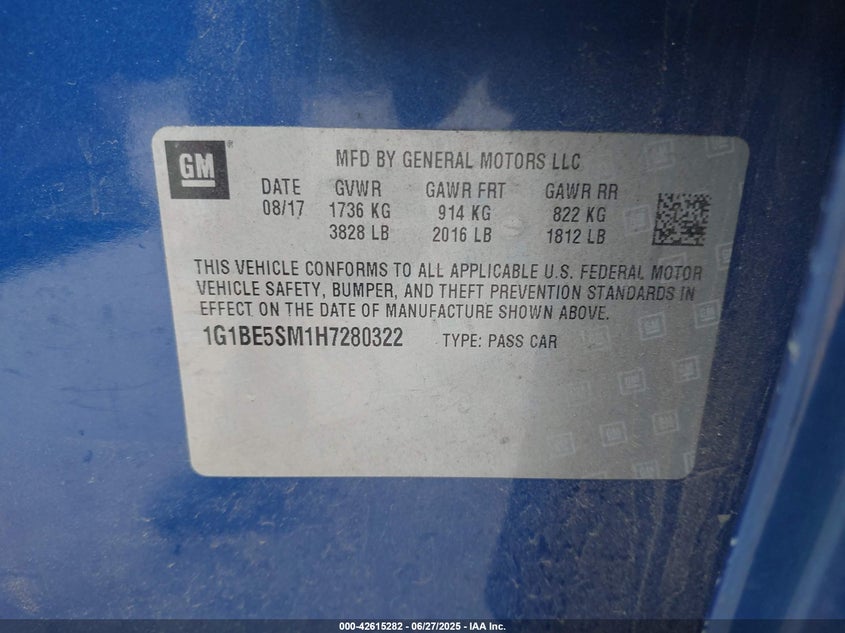 GM
MFD BY GENERAL MOTORS LLC
DATE GVWR GAWR FRT GAWR RR
08/17 1736 KG 914 KG 822 KG
3828 LB 2016 LB 1812 LB
THIS VEHICLE CONFORMS TO ALL APPLICABLE U.S. FEDERAL MOTOR
VEHICLE SAFETY, BUMPER, AND THEFT PREVENTION STANDARDS IN
EFFECT ON THE DATE OF MANUFACTURE SHOWN ABOVE.
1G1BE5SM1H7280322 TYPE: PASS CAR
000-42615282 - 06/27/2025 - IAA Inc.